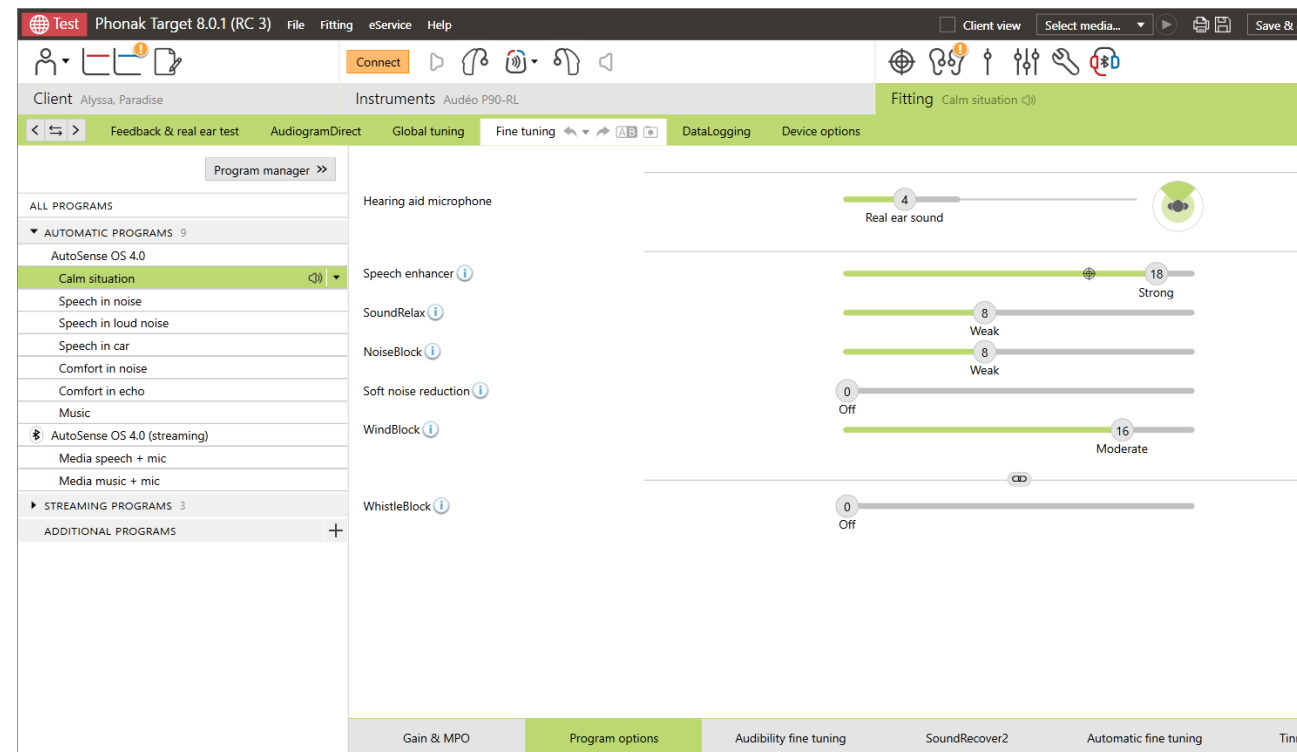 Test Phonak Target 8.0.1 (RC 3) File Fitting eService Help Client view Select media... Save &
Connect
Client Alyssa, Paradise Instruments Audéo P90-RL Fitting Calm situation
Feedback & real ear test AudiogramDirect Global tuning Fine tuning AB DataLogging Device options
Program manager
ALL PROGRAMS
AUTOMATIC PROGRAMS 9
AutoSense OS 4.0
Calm situation
Speech in noise
Speech in loud noise
Speech in car
Comfort in noise
Comfort in echo
Music
AutoSense OS 4.0 (streaming)
Media speech + mic
Media music + mic
STREAMING PROGRAMS 3
ADDITIONAL PROGRAMS
Hearing aid microphone 4
Real ear sound
Speech enhancer i 18
Strong
SoundRelax i 8
Weak
NoiseBlock i 8
Weak
Soft noise reduction i 0
Off
WindBlock i 16
Moderate
WhistleBlock i 0
Off
Gain & MPO Program options Audibility fine tuning SoundRecover2 Automatic fine tuning